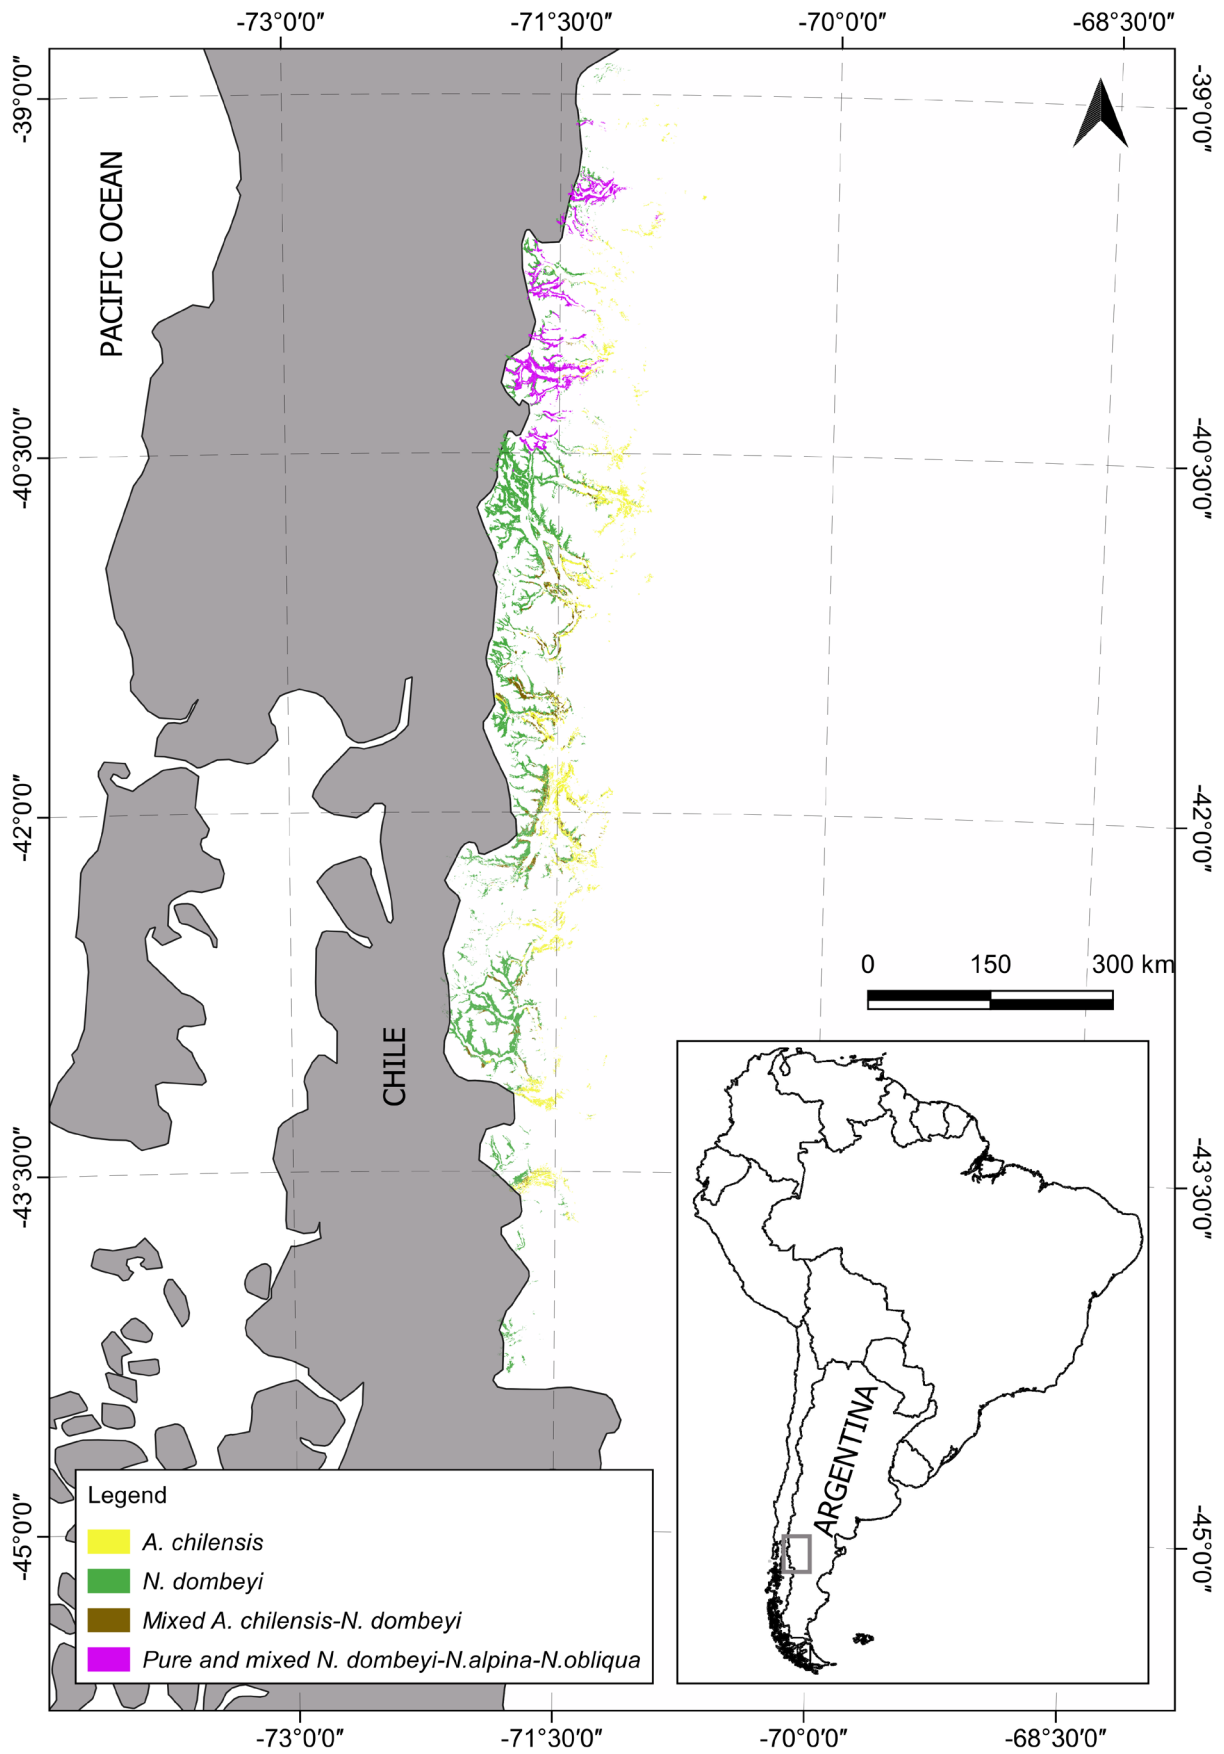 -73°0'0"
-71°30'0"
-70°0'0"
-68°30'0"
-39°0'0"
-39°0'0"
PACIFIC OCEAN
-40°30'0"
-40°30'0"
-42°0'0"
-42°0'0"
0 150 300 km
CHILE
-43°30'0"
-43°30'0"
ARGENTINA
Legend
A. chilensis
N. dombeyi
Mixed A. chilensis-N. dombeyi
Pure and mixed N. dombeyi-N.alpina-N.obliqua
-45°0'0"
-45°0'0"
-73°0'0"
-71°30'0"
-70°0'0"
-68°30'0"